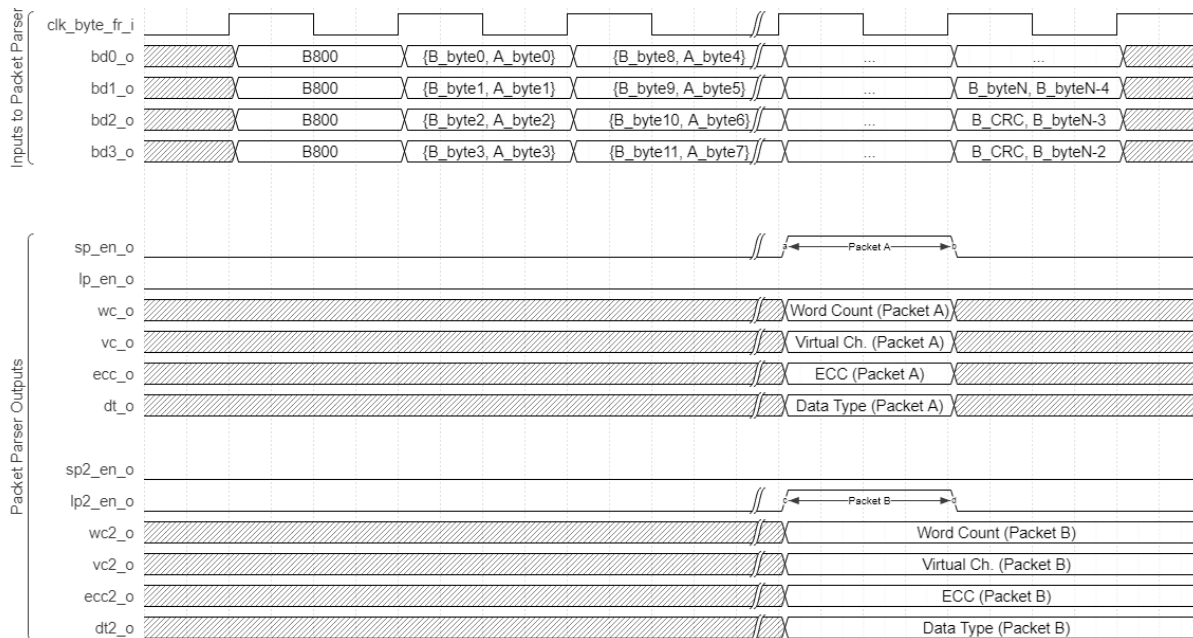 Inputs to Packet Parser
clk_byte_fr_i
bd0_o B800 {B_byte0, A_byte0} {B_byte8, A_byte4} ... ...
bd1_o B800 {B_byte1, A_byte1} {B_byte9, A_byte5} ... B_byteN, B_byteN-4
bd2_o B800 {B_byte2, A_byte2} {B_byte10, A_byte6} ... B_CRC, B_byteN-3
bd3_o B800 {B_byte3, A_byte3} {B_byte11, A_byte7} ... B_CRC, B_byteN-2
Packet Parser Outputs
sp_en_o a Packet A b
lp_en_o
wc_o Word Count (Packet A)
vc_o Virtual Ch. (Packet A)
ecc_o ECC (Packet A)
dt_o Data Type (Packet A)
sp2_en_o
lp2_en_o c Packet B d
wc2_o Word Count (Packet B)
vc2_o Virtual Ch. (Packet B)
ecc2_o ECC (Packet B)
dt2_o Data Type (Packet B)